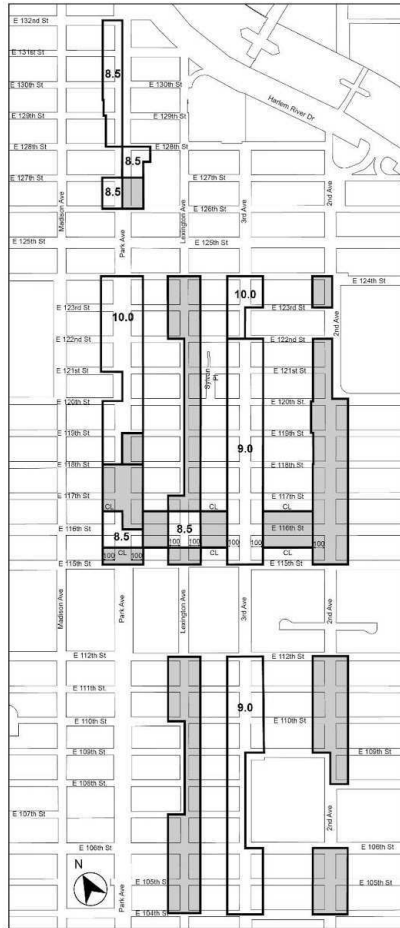 E 132nd St
E 131st St
8.5
E 130th St
E 130th St
Harlem River Dr
E 129th St
E 129th St
E 128th St
E 128th St
8.5
E 127th St
E 127th St
8.5
Madison Ave
Park Ave
Lexington Ave
3rd Ave
2nd Ave
E 126th St
E 125th St
E 125th St
E 124th St
10.0
10.0
E 123rd St
E 123rd St
E 122nd St
E 122nd St
2nd Ave
E 121st St
E 121st St
Sylvan Pl
E 120th St
E 120th St.
E 119th St
E 119th St
9.0
E 118th St
E 118th St
E 117th St
E 117th St
CL
CL
CL
E 116th St
8.5
8.5
E 116th St
100
100
100
100
100
100
100
CL
CL
CL
E 115th St
E 115th St
Madison Ave
Park Ave
Lexington Ave
3rd Ave
2nd Ave
E 112th St
E 112th St
E 111th St
9.0
E 110th St
E 110th St
E 109th St
E 109th St
E 108th St.
E 107th St
2nd Ave
E 106th St
E 106th St
N
E 105th St
E 105th St
Park Ave
E 104th St